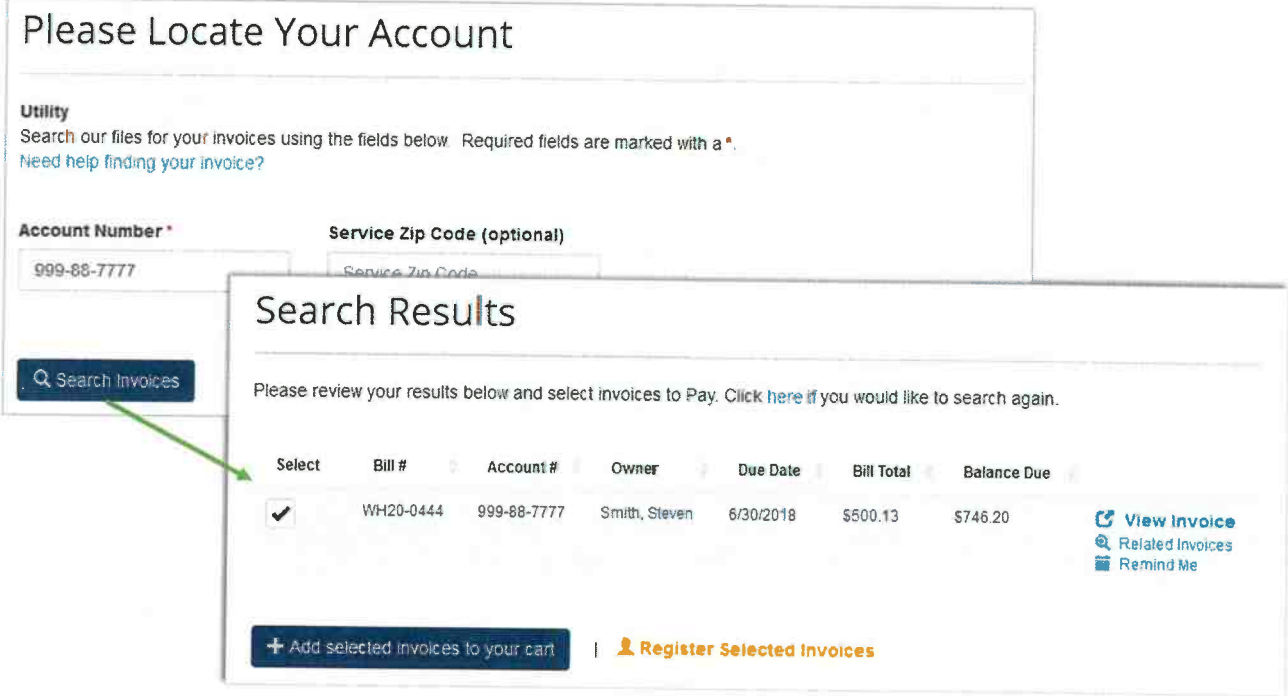 Please Locate Your Account
Utility
Search our files for your invoices using the fields below. Required fields are marked with a *.
Need help finding your invoice?
Account Number * Service Zip Code (optional)
999-88-7777 Service Zip Code
Search Invoices
Search Results
Please review your results below and select invoices to Pay. Click here if you would like to search again.
Select Bill # Account # Owner Due Date Bill Total Balance Due
WH20-0444 999-88-7777 Smith, Steven 6/30/2018 $500.13 $746.20
View Invoice
Related Invoices
Remind Me
+ Add selected invoices to your cart | Register Selected Invoices